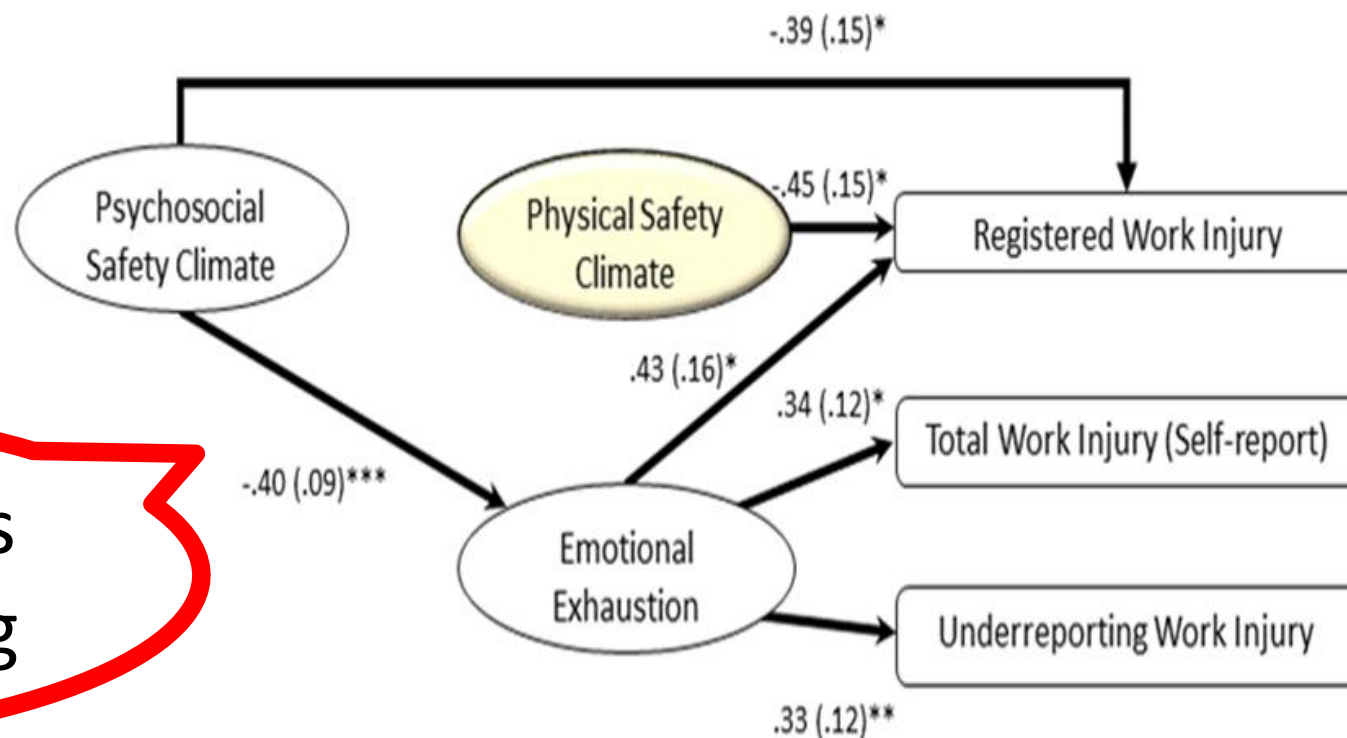 -.39 (.15)*
Psychosocial
Safety Climate
Physical Safety
Climate
-.45 (.15)*
Registered Work Injury
.43 (.16)*
.34 (.12)*
Total Work Injury (Self-report)
-.40 (.09)***
Emotional
Exhaustion
Underreporting Work Injury
.33 (.12)**